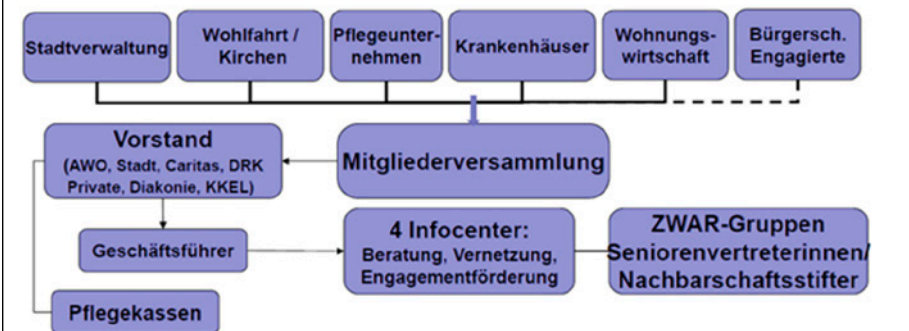 Stadtverwaltung
Wohlfahrt /
Kirchen
Pflegeunter-
nehmen
Krankenhäuser
Wohnungs-
wirtschaft
Bürgersch.
Engagierte
Vorstand
(AWO, Stadt, Caritas, DRK
Private, Diakonie, KKEL)
Mitgliederversammlung
Geschäftsführer
4 Infocenter:
Beratung, Vernetzung,
Engagementförderung
ZWAR-Gruppen
Seniorenvertreterinnen/
Nachbarschaftsstifter
Pflegekassen